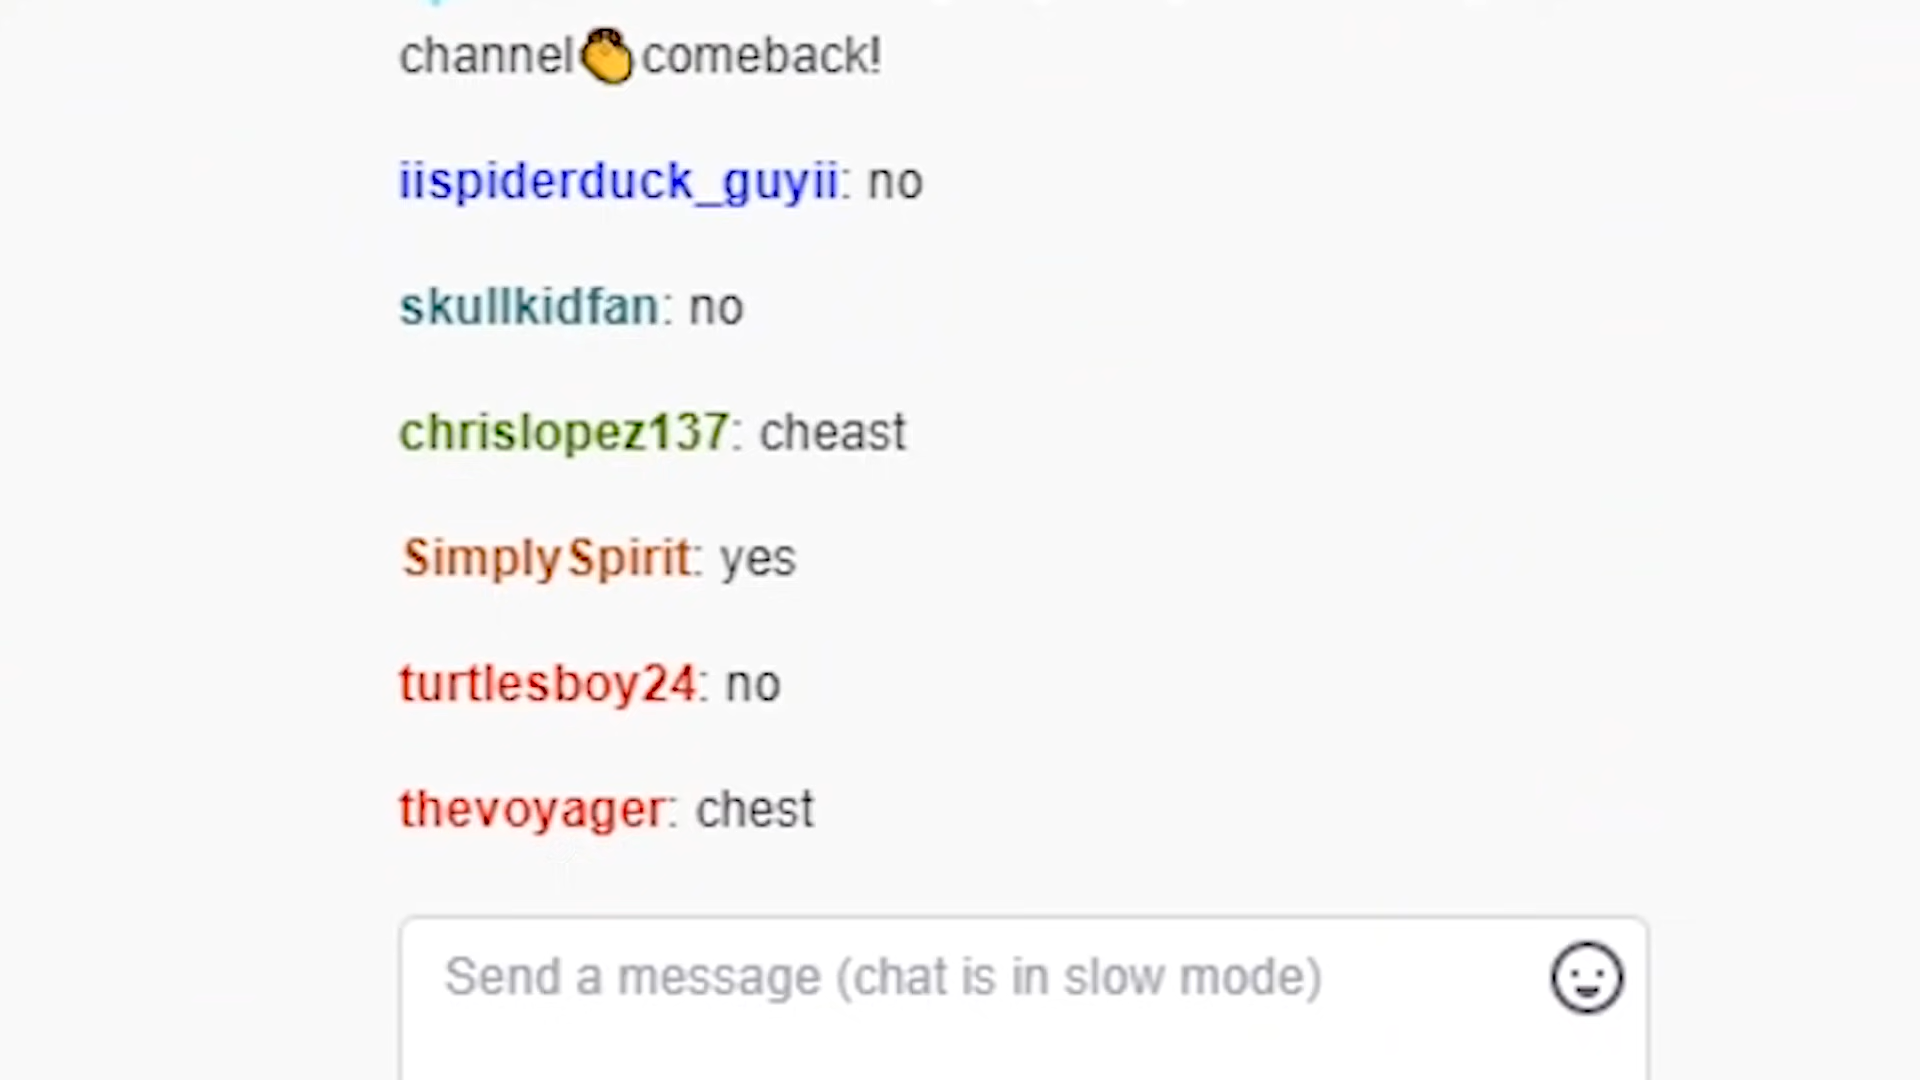 channel👏comeback!
iispiderduck_guyii: no
skullkidfan: no
chrislopez137: cheast
SimplySpirit: yes
turtlesboy24: no
thevoyager: chest
Send a message (chat is in slow mode)